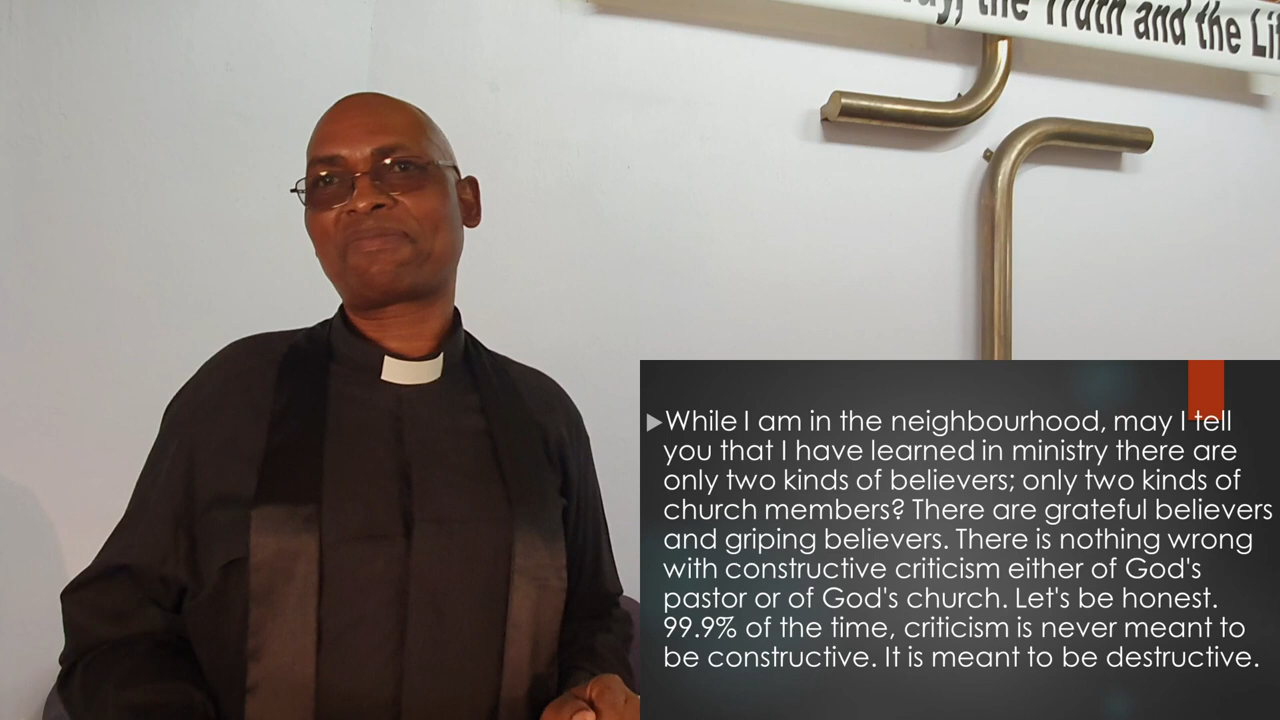 the Truth and the
While I am in the neighbourhood, may I tell
you that I have learned in ministry there are
only two kinds of believers; only two kinds of
church members? There are grateful believers
and griping believers. There is nothing wrong
with constructive criticism either of God's
pastor or of God's church. Let's be honest.
99.9% of the time, criticism is never meant to
be constructive. It is meant to be destructive.